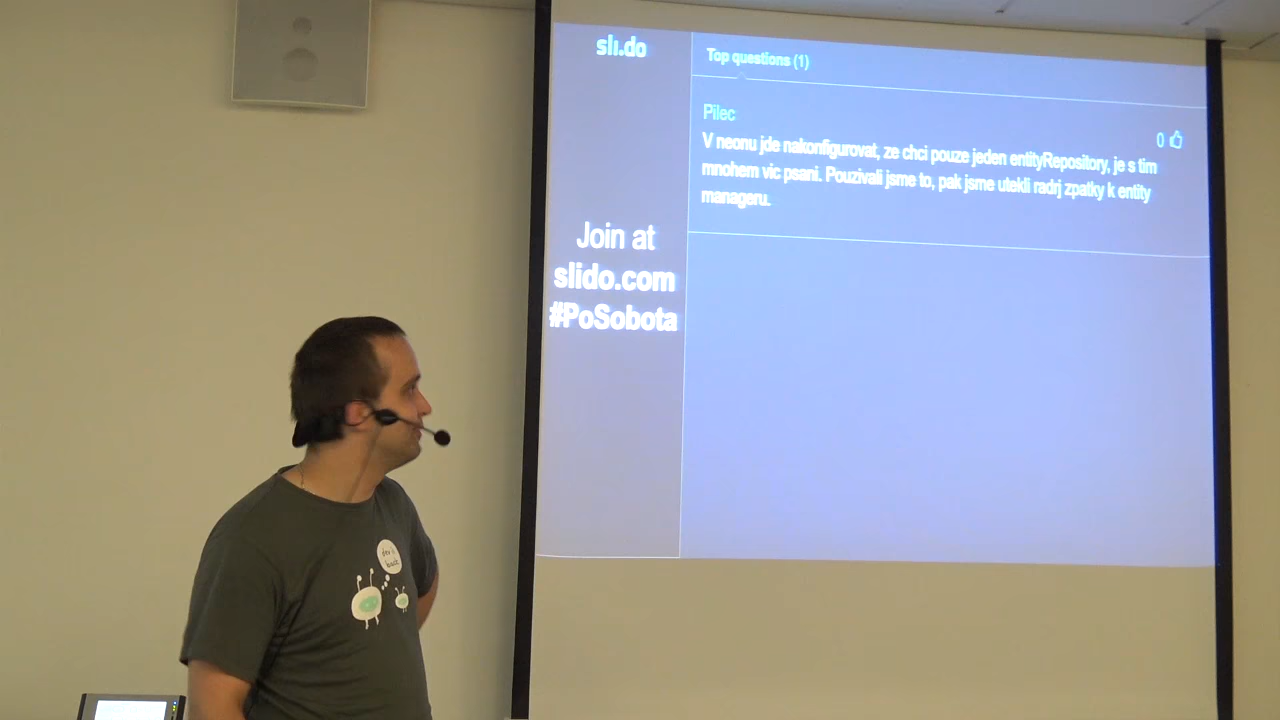 sli.do
Top questions (1)
Pilec
0
V neonu jde nakonfigurovat, ze chci pouze jeden entityRepository, je s tim
mnohem vic psani. Pouzivali jsme to, pak jsme utekli radrj zpatky k entity
manageru.
Join at
slido.com
#PoSobota